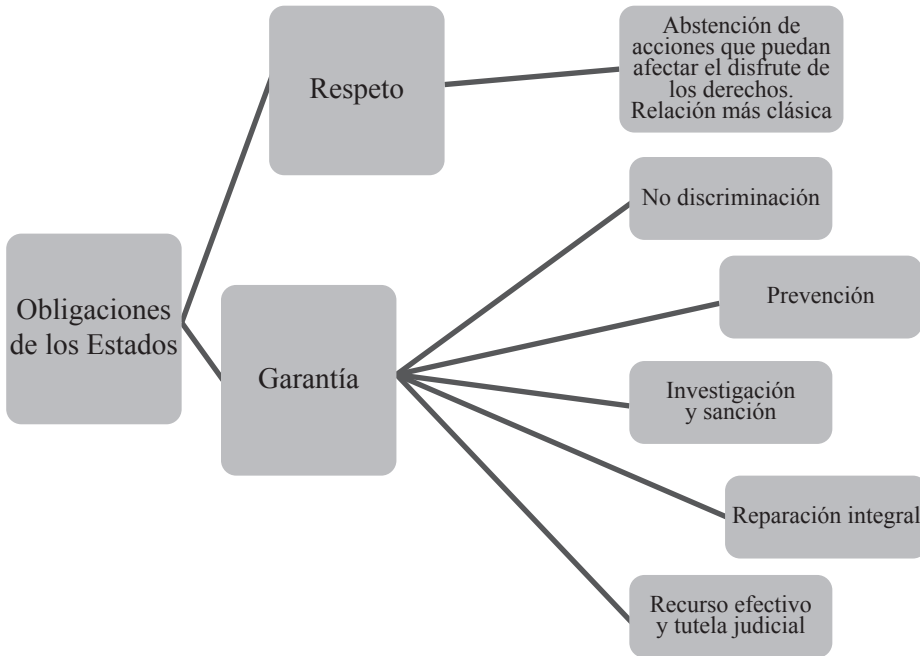 Obligaciones
de los Estados
Respeto
Abstención de
acciones que puedan
afectar el disfrute de
los derechos.
Relación más clásica
Garantía
No discriminación
Prevención
Investigación
y sanción
Reparación integral
Recurso efectivo
y tutela judicial